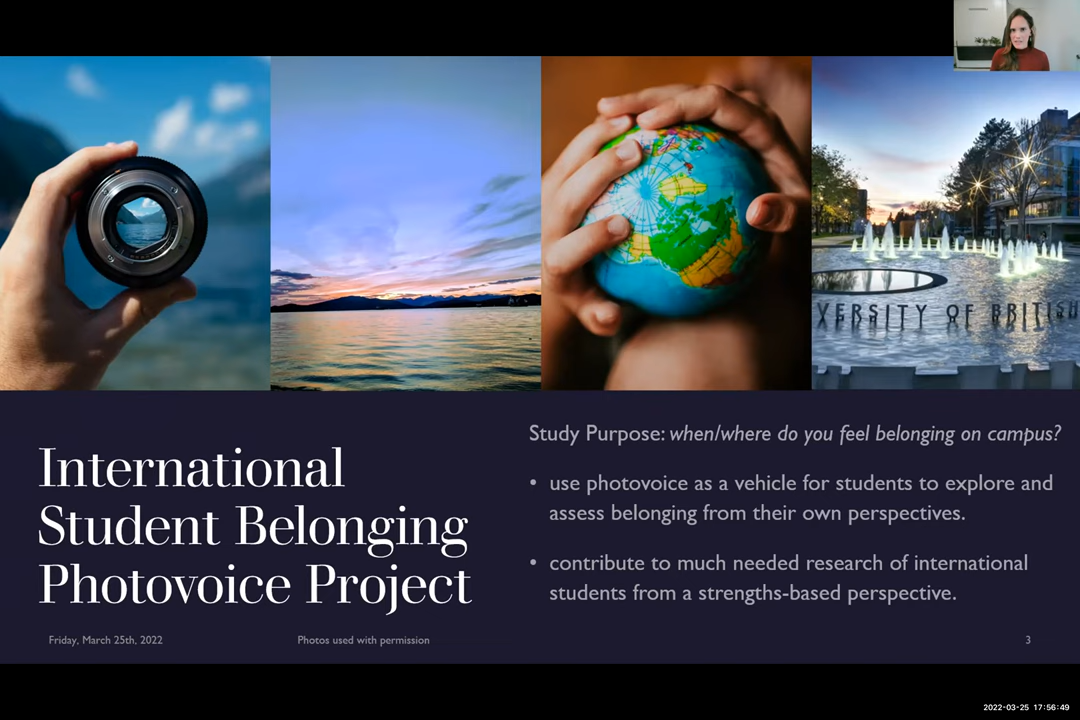 VERSITY OF BRITISH
International
Student Belonging
Photovoice Project
Study Purpose: when/where do you feel belonging on campus?
• use photovoice as a vehicle for students to explore and
assess belonging from their own perspectives.
• contribute to much needed research of international
students from a strengths-based perspective.
Friday, March 25th, 2022
Photos used with permission
3
2022-03-25 17:56:49